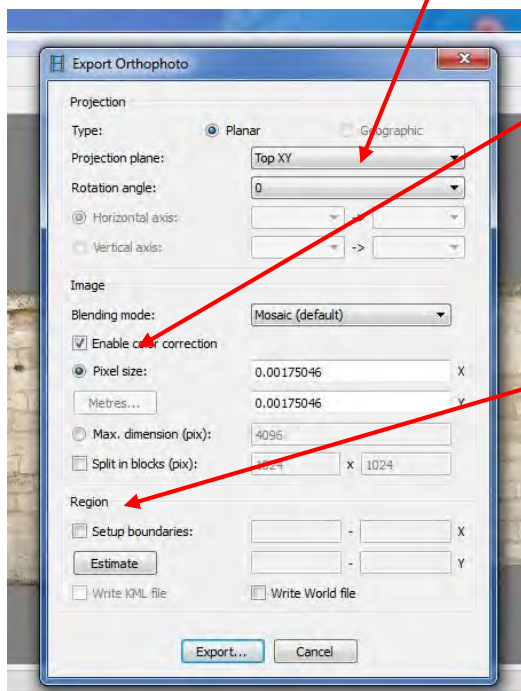 Export Orthophoto
Projection
Type: Planar Geographic
Projection plane: Top XY
Rotation angle: 0
Horizontal axis: ->
Vertical axis: ->
Image
Blending mode: Mosaic (default)
Enable color correction
Pixel size: 0.00175046 X
Metres... 0.00175046 Y
Max. dimension (pix): 4096
Split in blocks (pix): 1024 x 1024
Region
Setup boundaries: - X
Estimate - Y
Write KML file Write World file
Export... Cancel